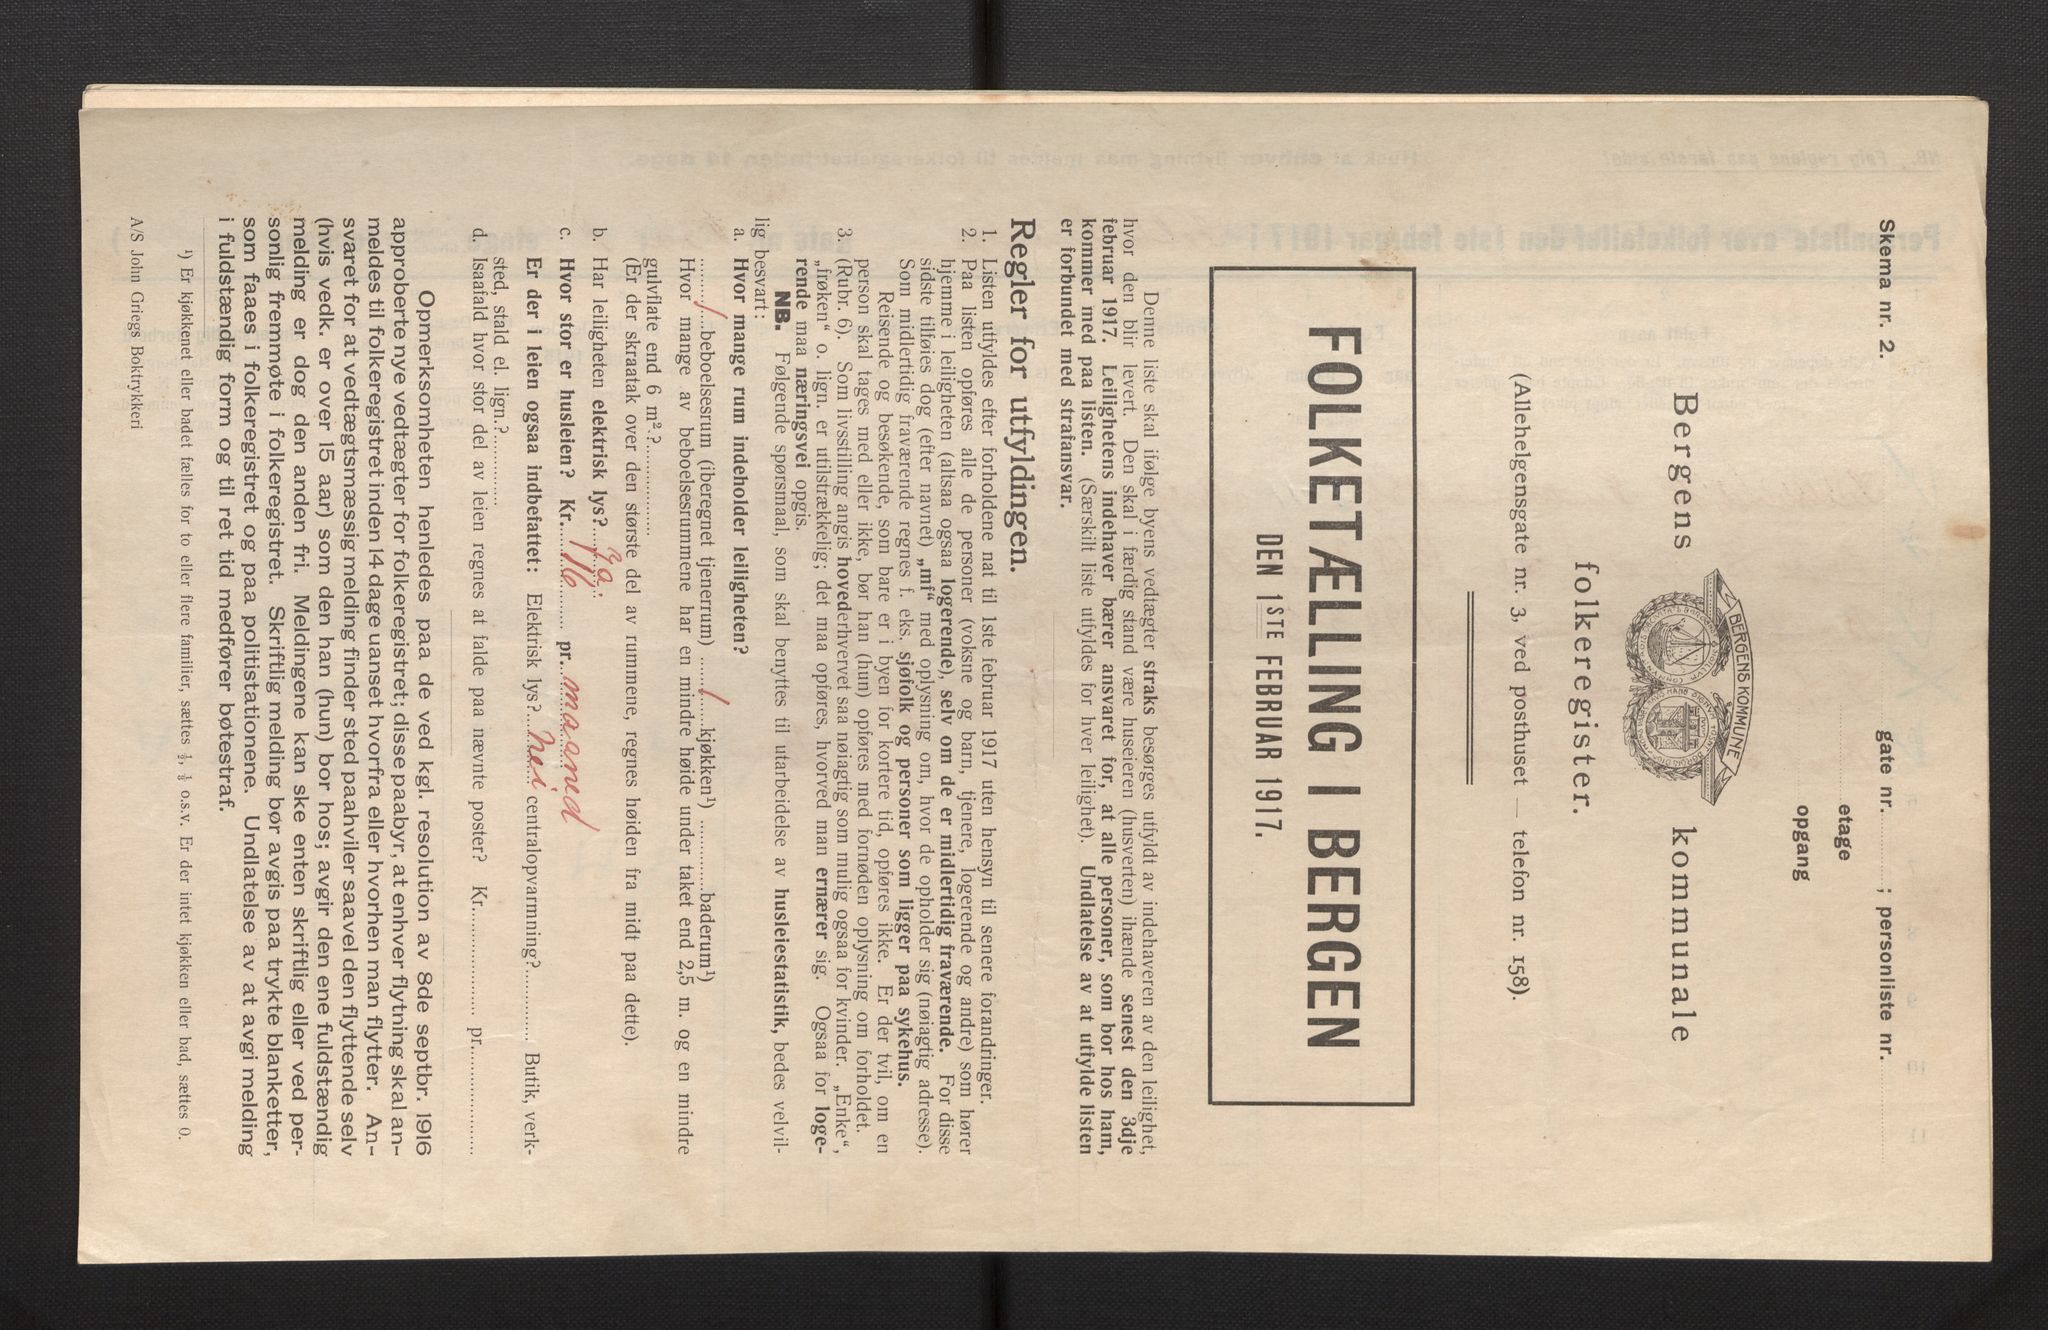 Skema nr. 2.
gate nr. ; personliste nr.
etage
opgang
BERGENS KOMMUNE
Bergens kommunale
folkeregister.
(Allehelgensgate nr. 3, ved posthuset — telefon nr. 158).
FOLKETÆLLING I BERGEN
DEN 1STE FEBRUAR 1917.
Denne liste skal ifølge byens vedtægter straks besørges utfyldt av indehaveren av den leilighet,
hvor den blir levert. Den skal i færdig stand være huseieren (husverten) ihænde senest den 3dje
februar 1917. Leilighetens indehaver bærer ansvaret for, at alle personer, som bor hos ham,
kommer med paa listen. (Særskilt liste utfyldes for hver leilighet). Undlatelse av at utfylde listen
er forbundet med strafansvar.
Regler for utfyldingen.
1. Listen utfyldes efter forholdene nat til 1ste februar 1917 uten hensyn til senere forandringer.
2. Paa listen opføres alle de personer (voksne og barn, tjenere, logerende og andre) som hører
hjemme i leiligheten (altsaa ogsaa logerende), selv om de er midlertidig fraværende. For disse
sidste tilføies dog (efter navnet) „mf“ med oplysning om, hvor de opholder sig (nøiagtig adresse).
Som midlertidig fraværende regnes f. eks. sjøfolk og personer som ligger paa sykehus.
Reisende og besøkende, som bare er i byen for kortere tid, opføres ikke. Er der tvil, om en
person skal tages med eller ikke, bør han (hun) opføres med fornøden oplysning om forholdet.
3. (Rubr. 6). Som livsstilling angis hovederhvervet saa nøiagtig som mulig ogsaa for kvinder. „Enke“,
„frøken“ o. lign. er utilstrækkelig; det maa opføres, hvorved man ernærer sig. Ogsaa for loge-
rende maa næringsvei opgis.
NB. Følgende spørsmaal, som skal benyttes til utarbeidelse av husleiestatistik, bedes velvil-
lig besvart:
a. Hvor mange rum indeholder leiligheten?
1 beboelsesrum (iberegnet tjenerrum) 1 kjøkken¹) baderum¹)
Hvor mange av beboelsesrummene har en mindre høide under taket end 2,5 m. og en mindre
gulvflate end 6 m².?
(Er der skraatak over den største del av rummene, regnes høiden fra midt paa dette).
b. Har leiligheten elektrisk lys? ja
c. Hvor stor er husleien? Kr. 16 pr. maaned
Er der i leien ogsaa indbefattet: Elektrisk lys? nei centralopvarmning? Butik, verk-
sted, stald el. lign.?
d. Isafald hvor stor del av leien regnes at falde paa nævnte poster? Kr. pr.
Opmerksomheten henledes paa de ved kgl. resolution av 8de septbr. 1916
approberte nye vedtægter for folkeregistret; disse paabyr, at enhver flytning skal an-
meldes til folkeregistret inden 14 dage uanset hvorfra eller hvorhen man flytter. An-
svaret for at vedtægtsmæssig melding finder sted paahviler saavel den flyttende selv
(hvis vedk. er over 15 aar) som den han (hun) bor hos; avgir den ene fuldstændig
melding er dog den anden fri. Meldingene kan ske enten skriftlig eller ved per-
sonlig fremmøte i folkeregistret. Skriftlig melding bør avgis paa trykte blanketter,
som faaes i folkeregistret og paa politistationene. Undlatelse av at avgi melding
i fuldstændig form og til ret tid medfører bøtestraf.
¹) Er kjøkkenet eller badet fælles for to eller flere familier, sættes ½, ⅓ o.s.v. Er der intet kjøkken eller bad, sættes 0.
A/S John Griegs Boktrykkeri